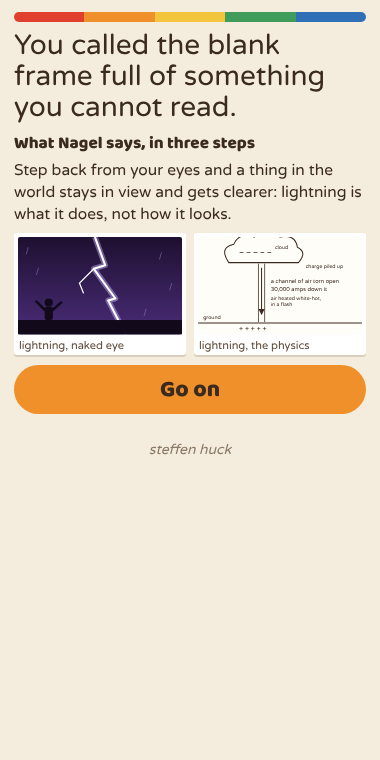 You called the blank
frame full of something
you cannot read.
What Nagel says, in three steps
Step back from your eyes and a thing in the
world stays in view and gets clearer: lightning is
what it does, not how it looks.
lightning, naked eye
cloud
– – – – – –
charge piled up
a channel of air torn open
30,000 amps down it
air heated white-hot,
in a flash
ground
+ + + + +
lightning, the physics
Go on
steffen huck